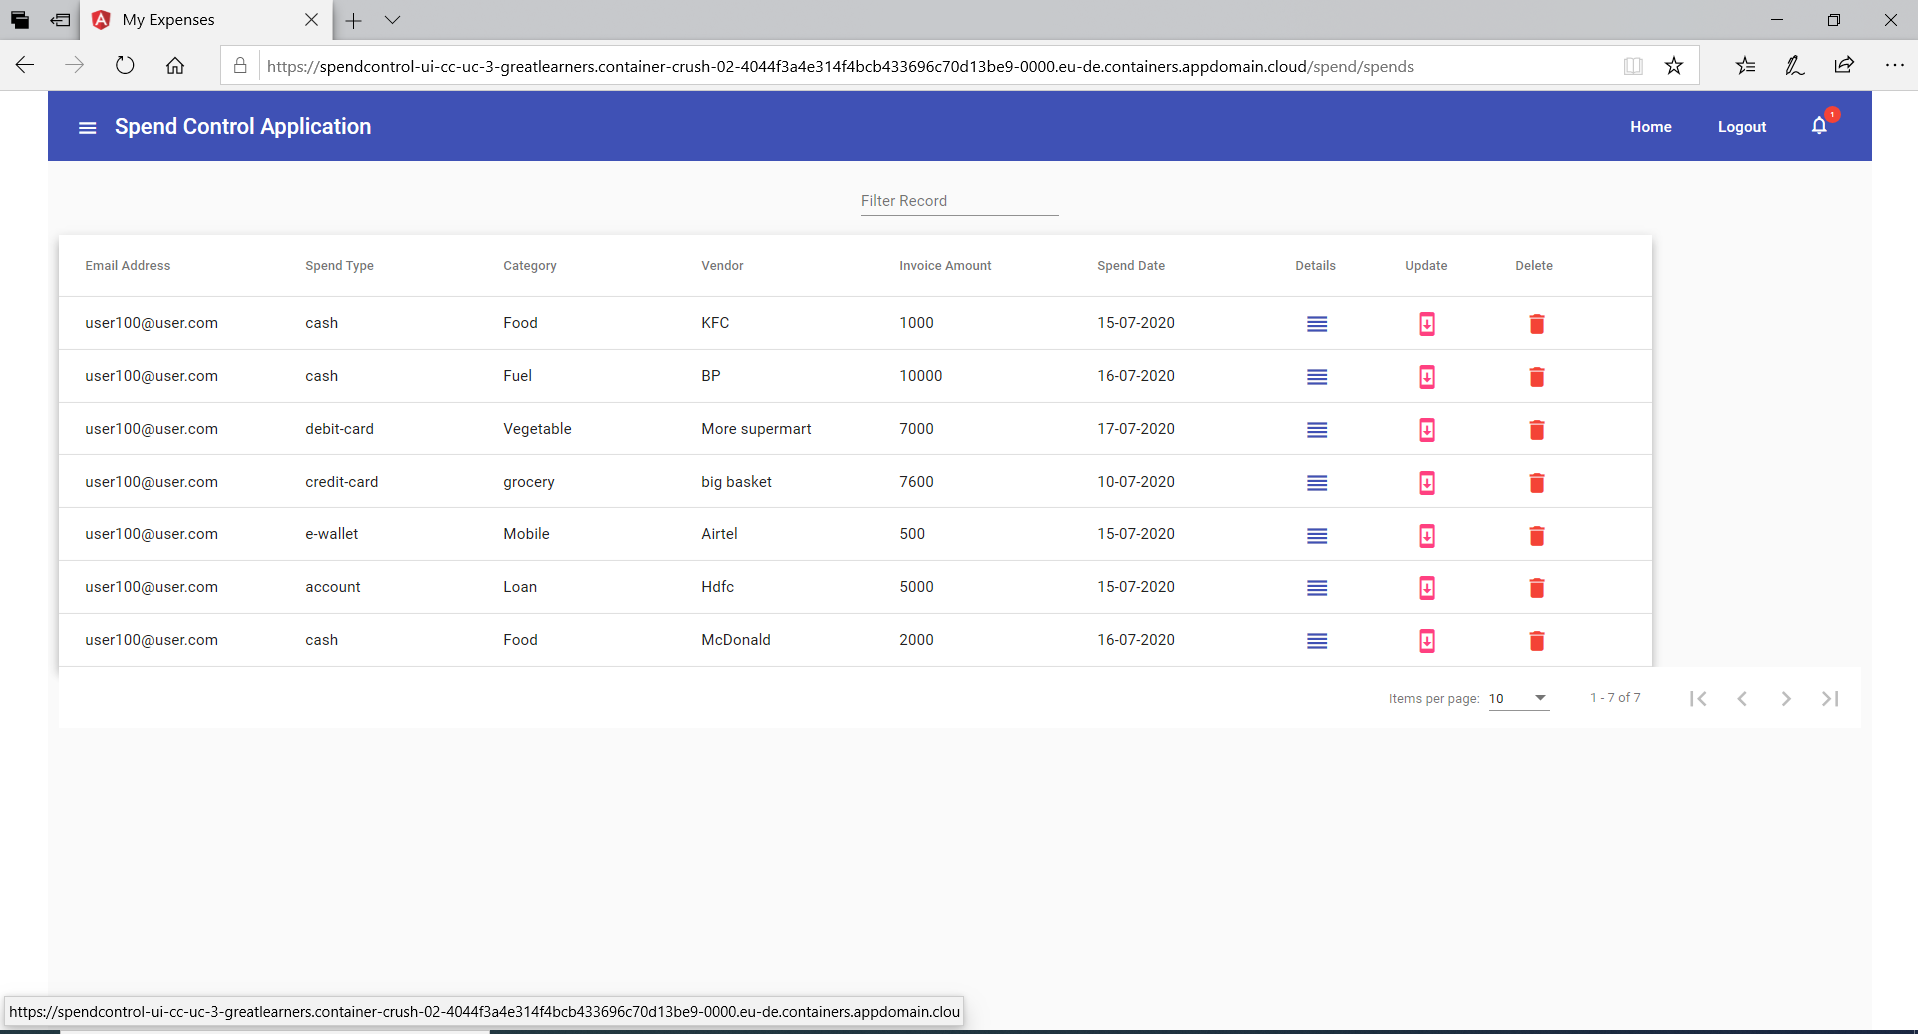 My Expenses
https://spendcontrol-ui-cc-uc-3-greatlearners.container-crush-02-4044f3a4e314f4bcb433696c70d13be9-0000.eu-de.containers.appdomain.cloud/spend/spends
Spend Control Application Home Logout 1
Filter Record
Email Address Spend Type Category Vendor Invoice Amount Spend Date Details Update Delete
user100@user.com cash Food KFC 1000 15-07-2020
user100@user.com cash Fuel BP 10000 16-07-2020
user100@user.com debit-card Vegetable More supermart 7000 17-07-2020
user100@user.com credit-card grocery big basket 7600 10-07-2020
user100@user.com e-wallet Mobile Airtel 500 15-07-2020
user100@user.com account Loan Hdfc 5000 15-07-2020
user100@user.com cash Food McDonald 2000 16-07-2020
Items per page: 10 1 - 7 of 7
https://spendcontrol-ui-cc-uc-3-greatlearners.container-crush-02-4044f3a4e314f4bcb433696c70d13be9-0000.eu-de.containers.appdomain.clou